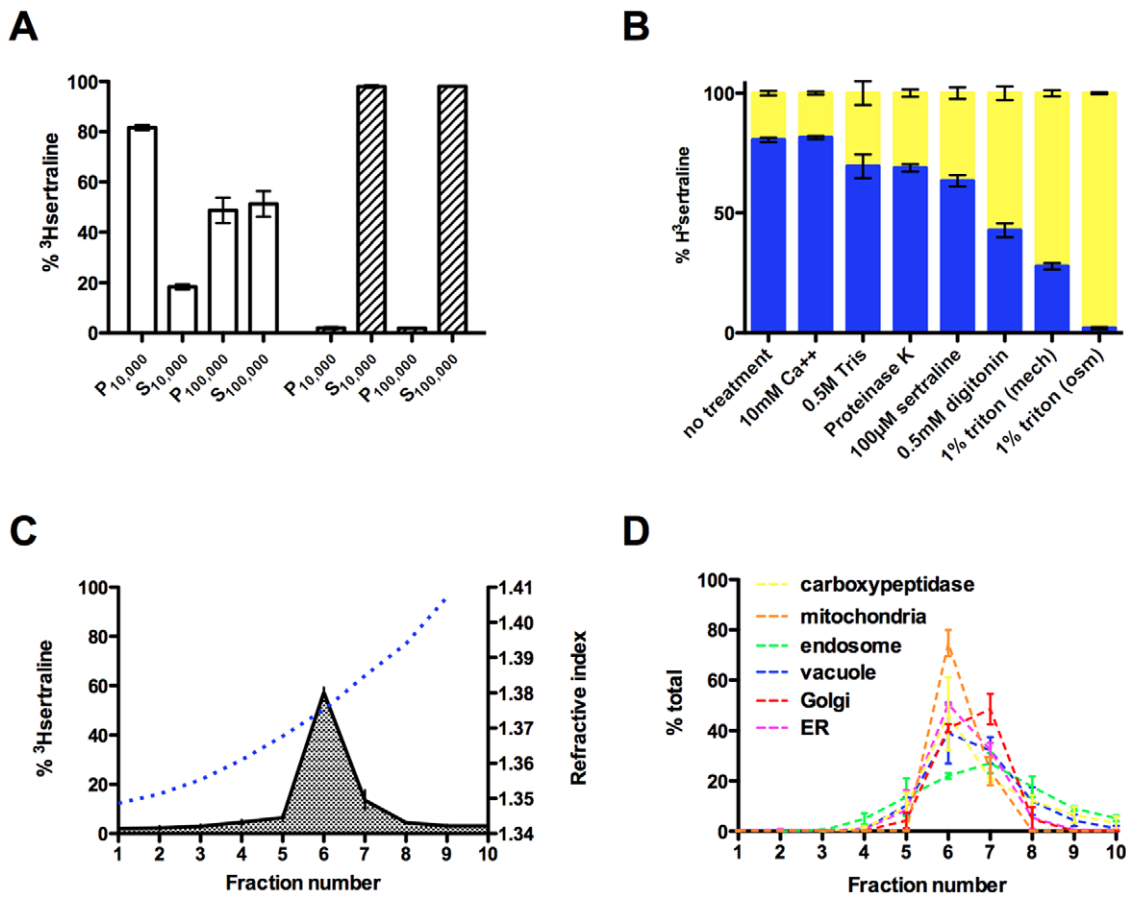 A
% ³Hsertraline
100
80
60
40
20
0
P10,000
S10,000
P100,000
S100,000
P10,000
S10,000
P100,000
S100,000
B
% H³sertraline
100
50
0
no treatment
10mM Ca++
0.5M Tris
Proteinase K
100µM sertraline
0.5mM digitonin
1% triton (mech)
1% triton (osm)
C
% ³Hsertraline
100
80
60
40
20
0
1 2 3 4 5 6 7 8 9 10
Fraction number
1.41
1.40
1.39
1.38
1.37
1.36
1.35
1.34
Refractive index
D
% total
100
80
60
40
20
0
carboxypeptidase
mitochondria
endosome
vacuole
Golgi
ER
1 2 3 4 5 6 7 8 9 10
Fraction number